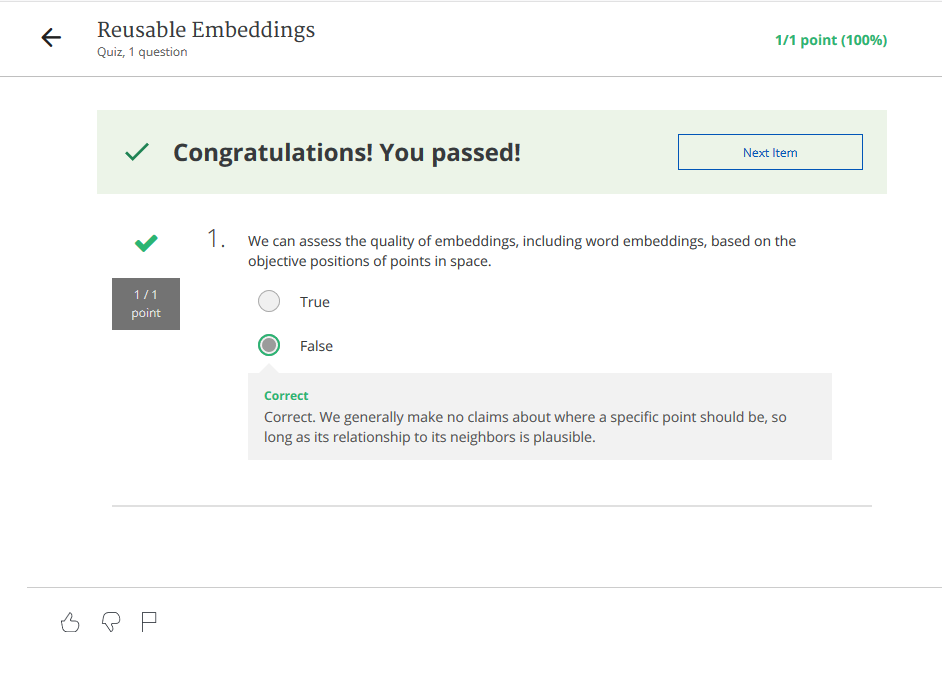 Reusable Embeddings
Quiz, 1 question
1/1 point (100%)
Congratulations! You passed!
Next Item
1.
We can assess the quality of embeddings, including word embeddings, based on the
objective positions of points in space.
1 / 1
point
True
False
Correct
Correct. We generally make no claims about where a specific point should be, so
long as its relationship to its neighbors is plausible.